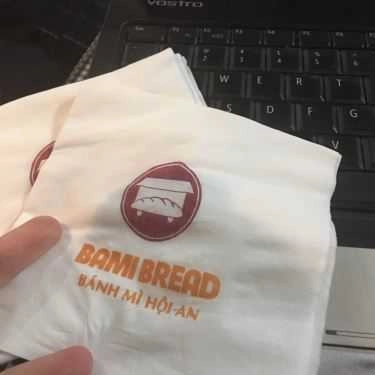 VOSTRO
W E R T
S D F G
BAMI BREAD
BÁNH MÌ HỘI AN